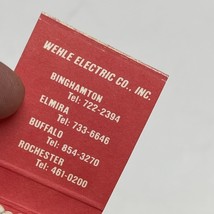 WEHLE ELECTRIC CO., INC.
BINGHAMTON
Tel: 722-2394
ELMIRA
Tel: 733-6646
BUFFALO
Tel: 854-3270
ROCHESTER
Tel: 461-0200